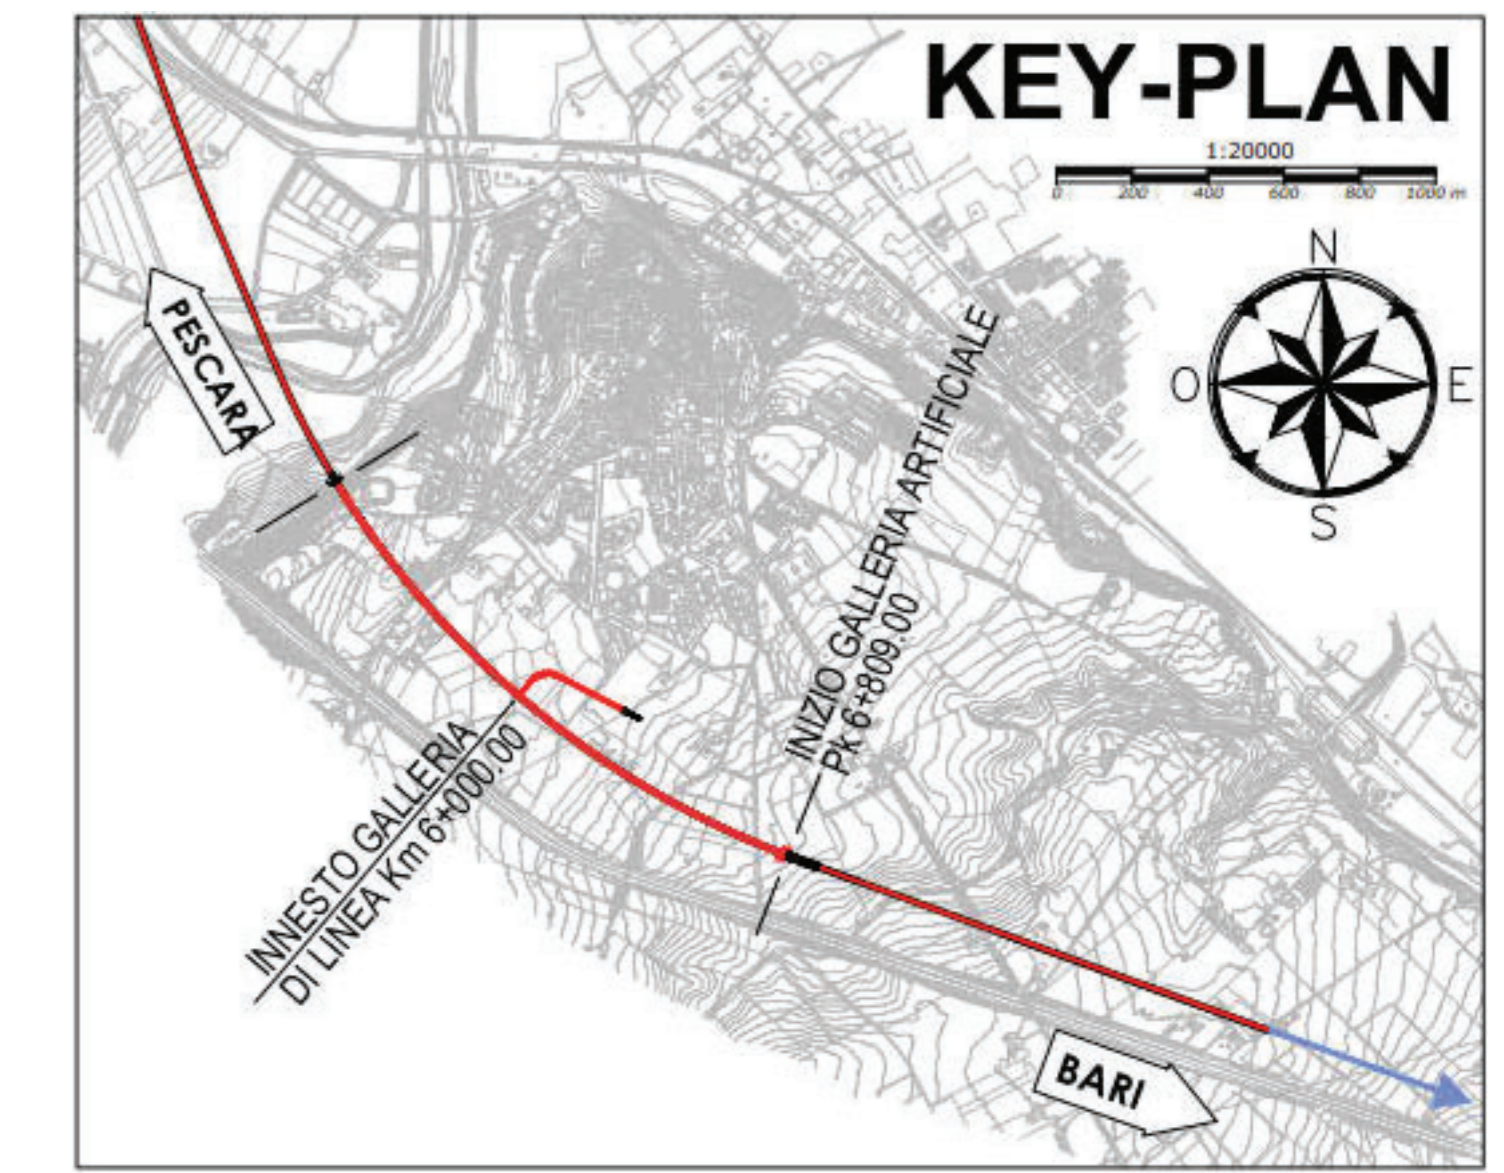 KEY-PLAN
1:20000
0 200 400 600 800 1000 m
N
O E
S
PESCARA
INIZIO GALLERIA ARTIFICIALE
Pk 6+809.00
INNESTO GALLERIA
DI LINEA Km 6+000.00
BARI